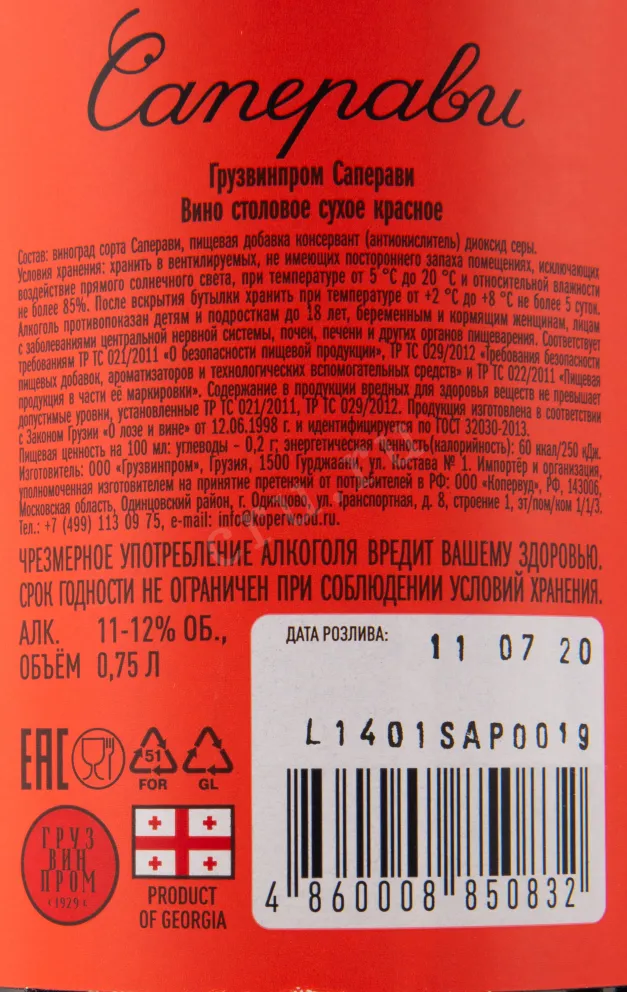 Саперави
Грузвинпром Саперави
Вино столовое сухое красное
Состав: виноград сорта Саперави, пищевая добавка консервант (антиокислитель) диоксид серы.
Условия хранения: хранить в вентилируемых, не имеющих постороннего запаха помещениях, исключающих
воздействие прямого солнечного света, при температуре от 5 °С до 20 °С и относительной влажности
не более 85%. После вскрытия бутылки хранить при температуре от +2 °С до +8 °С не более 5 суток.
Алкоголь противопоказан детям и подросткам до 18 лет, беременным и кормящим женщинам, лицам
с заболеваниями центральной нервной системы, почек, печени и других органов пищеварения. Соответствует
требованиям ТР ТС 021/2011 «О безопасности пищевой продукции», ТР ТС 029/2012 «Требования безопасности
пищевых добавок, ароматизаторов и технологических вспомогательных средств» и ТР ТС 022/2011 «Пищевая
продукция в части её маркировки». Содержание в продукции вредных для здоровья веществ не превышает
допустимые уровни, установленные ТР ТС 021/2011, ТР ТС 029/2012. Продукция изготовлена в соответствии
с Законом Грузии «О лозе и вине» от 12.06.1998 г. и идентифицируется по ГОСТ 32030-2013.
Пищевая ценность на 100 мл: углеводы - 0,2 г; энергетическая ценность(калорийность): 60 ккал/250 кДж.
Изготовитель: ООО «Грузвинпром», Грузия, 1500 Гурджаани, ул. Костава № 1. Импортёр и организация,
уполномоченная изготовителем на принятие претензий от потребителей в РФ: ООО «Копервуд», РФ, 143006,
Московская область, Одинцовский район, г. Одинцово, ул. Транспортная, д. 8, строение 1, эт/пом/ком 1/1/3.
Тел.: +7 (499) 113 09 75, e-mail: info@koperwood.ru
cmd.ru
ЧРЕЗМЕРНОЕ УПОТРЕБЛЕНИЕ АЛКОГОЛЯ ВРЕДИТ ВАШЕМУ ЗДОРОВЬЮ.
СРОК ГОДНОСТИ НЕ ОГРАНИЧЕН ПРИ СОБЛЮДЕНИИ УСЛОВИЙ ХРАНЕНИЯ.
АЛК. 11-12% ОБ.,
ОБЪЁМ 0,75 Л
ДАТА РОЗЛИВА: 11 07 20
L1401SAP0019
EAC
51
FOR
GL
ГРУЗ
ВИН
ПРОМ
1929
PRODUCT
OF GEORGIA
4 860008 850832